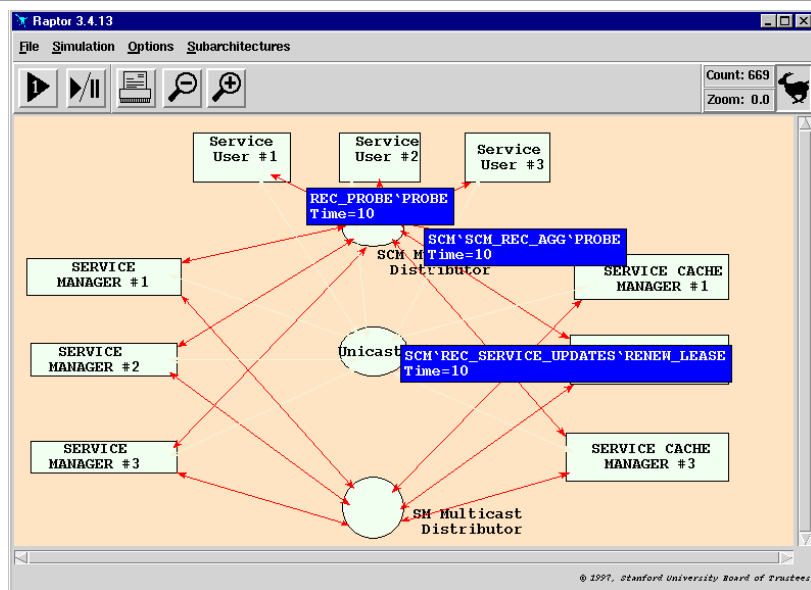 Raptor 3.4.13
File Simulation Options Subarchitectures
1
Count: 669
Zoom: 0.0
Service User #1
Service User #2
Service User #3
REC_PROBE`PROBE
Time=10
SCM`SCM_REC_AGG`PROBE
Time=10
SCM M
Distributor
SERVICE
MANAGER #1
SERVICE CACHE
MANAGER #1
Unicast
SCM`REC_SERVICE_UPDATES`RENEW_LEASE
Time=10
SERVICE
MANAGER #2
SERVICE
MANAGER #3
SERVICE CACHE
MANAGER #3
SM Multicast
Distributor
© 1997, Stanford University Board of Trustees